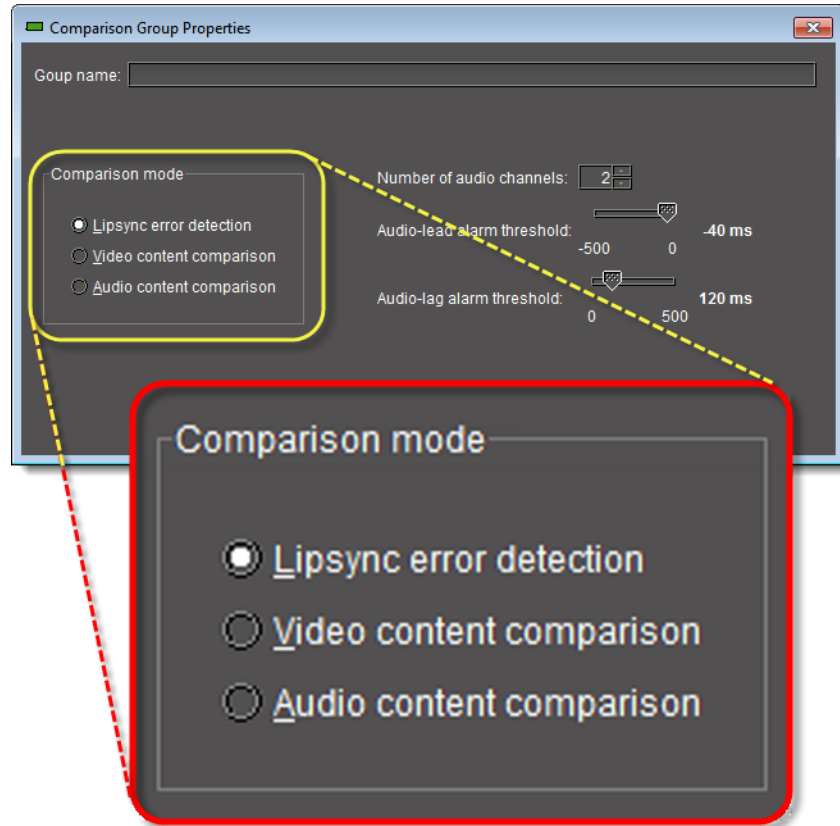 Comparison Group Properties
Goup name:
Comparison mode
Lipsync error detection
Video content comparison
Audio content comparison
Number of audio channels: 2
Audio-lead alarm threshold: -40 ms
-500 0
Audio-lag alarm threshold: 120 ms
0 500
Comparison mode
Lipsync error detection
Video content comparison
Audio content comparison